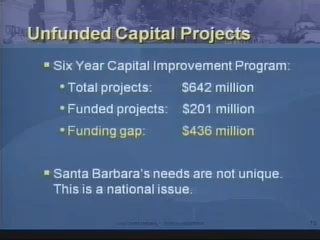 Unfunded Capital Projects
Six Year Capital Improvement Program:
Total projects: $642 million
Funded projects: $201 million
Funding gap: $436 million
Santa Barbara's needs are not unique.
This is a national issue.